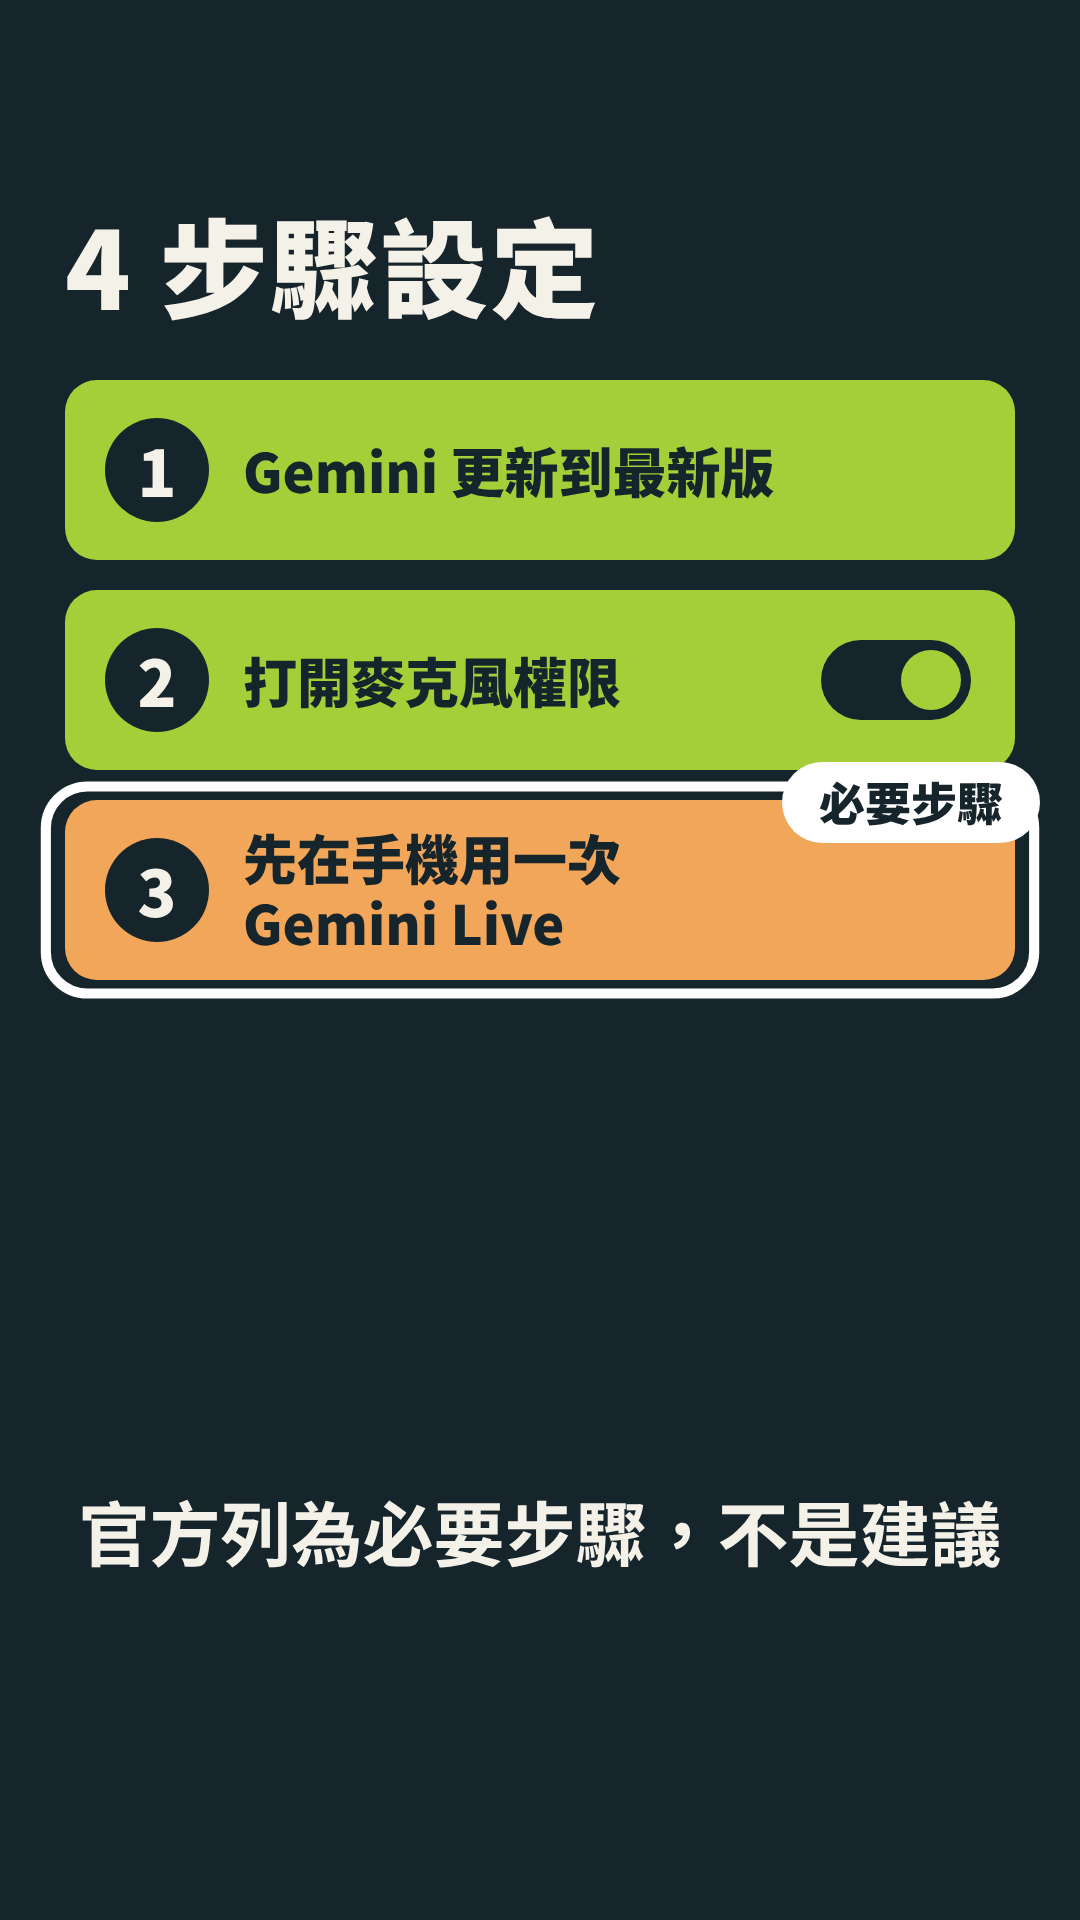 4 步驟設定
1 Gemini 更新到最新版
2 打開麥克風權限
必要步驟
3 先在手機用一次
Gemini Live
官方列為必要步驟，不是建議